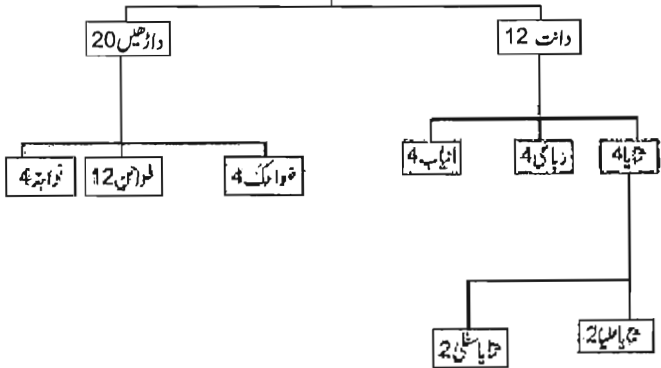 دانت 12
داڑھیں 20
ثنایا 4
رباعی 4
انیاب 4
ضواحک 4
طواحن 12
نواجذ 4
ثنایا علیا 2
ثنایا سفلی 2